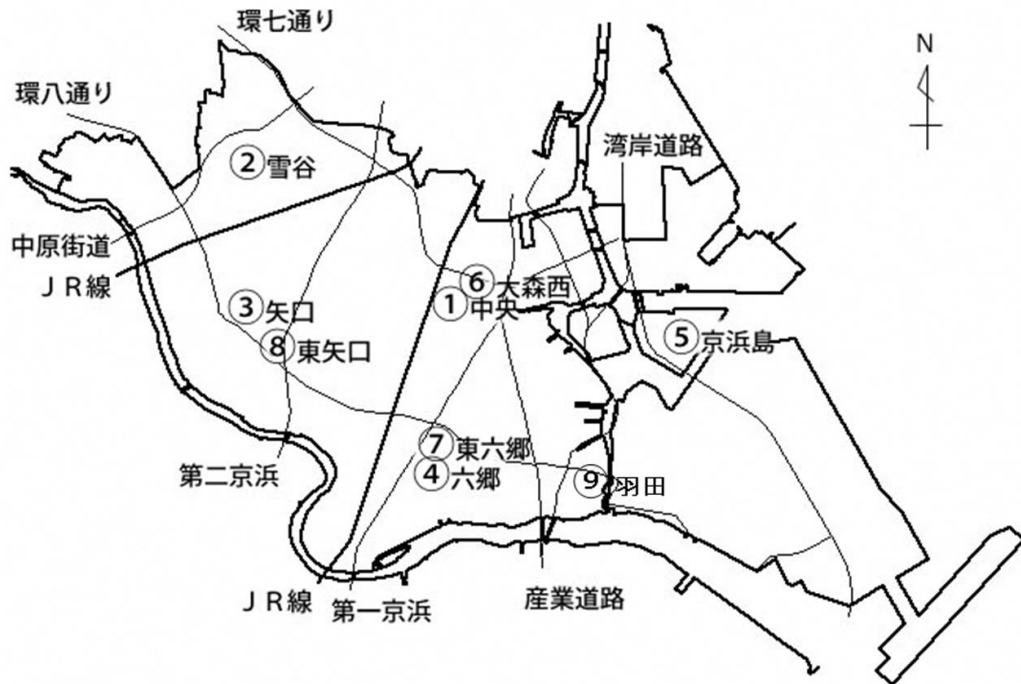 環七通り
N
環八通り
湾岸道路
②雪谷
中原街道
ＪＲ線
⑥大森西
①中央
③矢口
⑤京浜島
⑧東矢口
⑦東六郷
④六郷
第二京浜
⑨羽田
ＪＲ線
第一京浜
産業道路